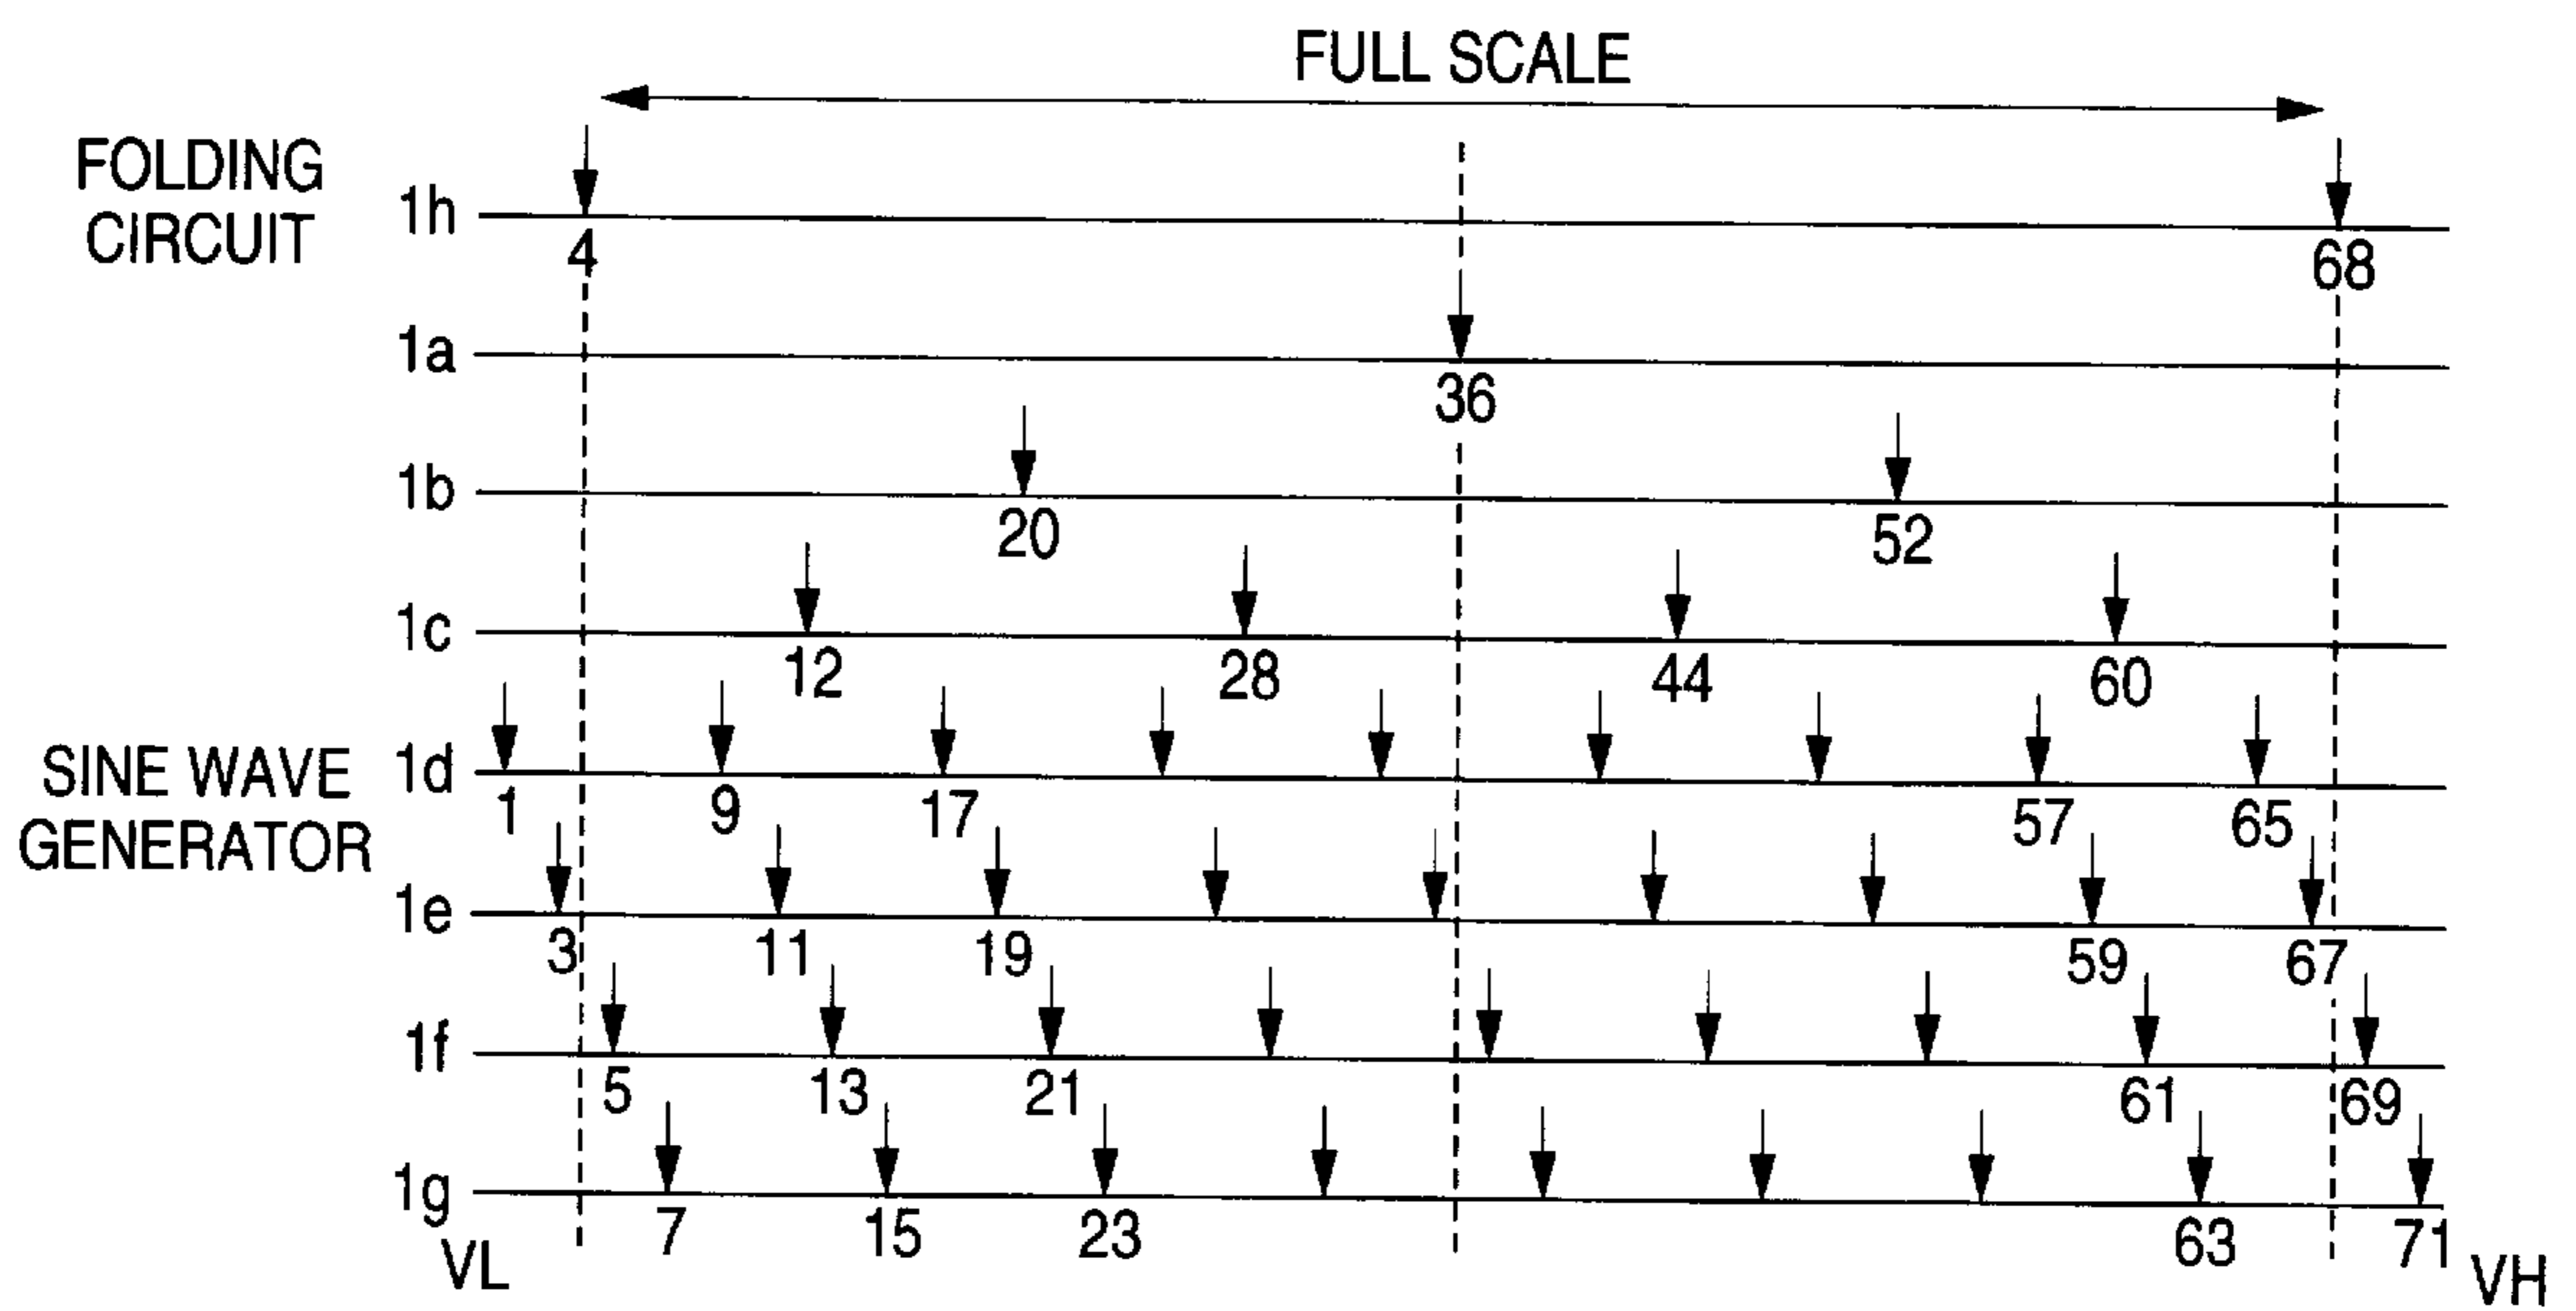 FULL SCALE
FOLDING
CIRCUIT
1h
4
68
1a
36
1b
20
52
1c
12
28
44
60
SINE WAVE
GENERATOR
1d
1
9
17
57
65
1e
3
11
19
59
67
1f
5
13
21
61
69
1g
7
15
23
63
71
VL
VH